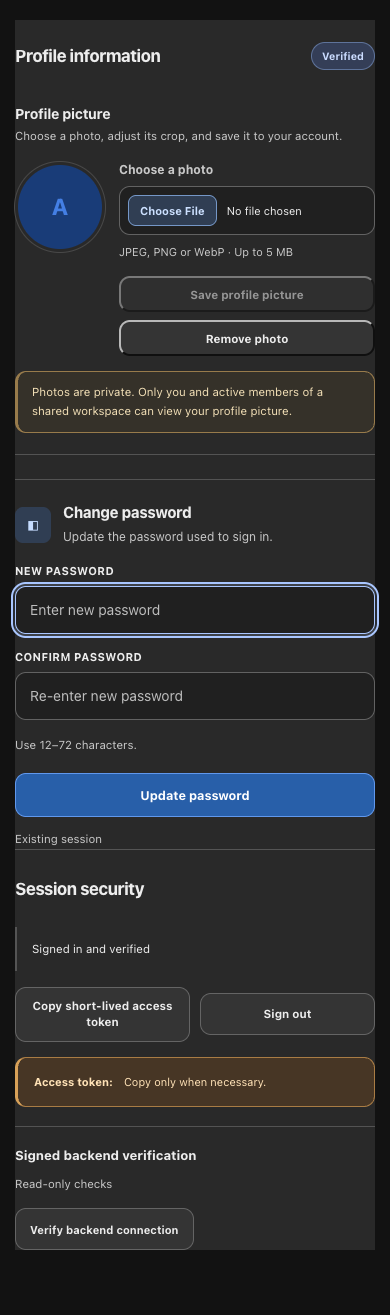 Profile information
Verified
Profile picture
Choose a photo, adjust its crop, and save it to your account.
A
Choose a photo
Choose File
No file chosen
JPEG, PNG or WebP · Up to 5 MB
Save profile picture
Remove photo
Photos are private. Only you and active members of a
shared workspace can view your profile picture.
Change password
Update the password used to sign in.
NEW PASSWORD
Enter new password
CONFIRM PASSWORD
Re-enter new password
Use 12–72 characters.
Update password
Existing session
Session security
Signed in and verified
Copy short-lived access
token
Sign out
Access token: Copy only when necessary.
Signed backend verification
Read-only checks
Verify backend connection